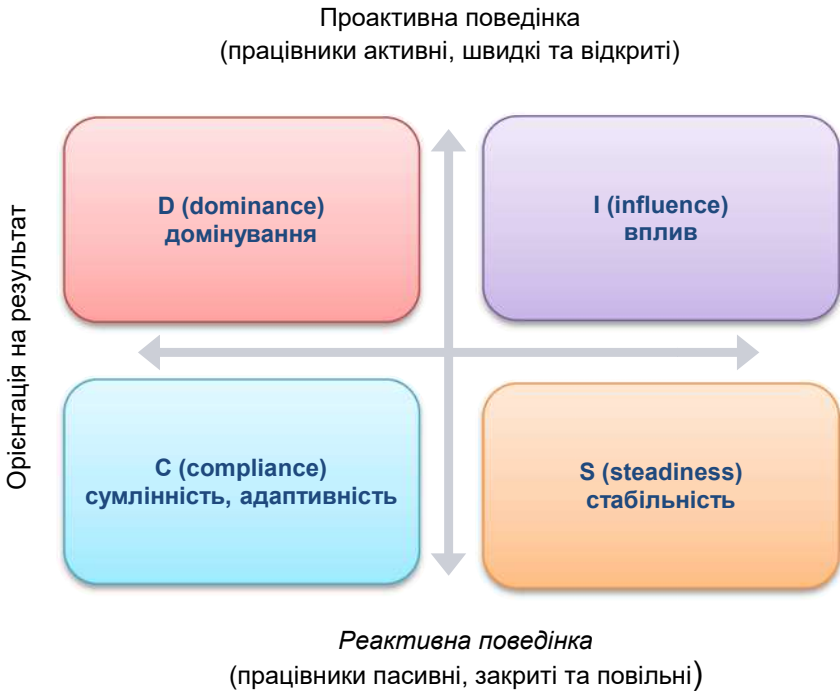 Проактивна поведінка
(працівники активні, швидкі та відкриті)
D (dominance)
домінування
I (influence)
вплив
Орієнтація на результат
C (compliance)
сумлінність, адаптивність
S (steadiness)
стабільність
Реактивна поведінка
(працівники пасивні, закриті та повільні)